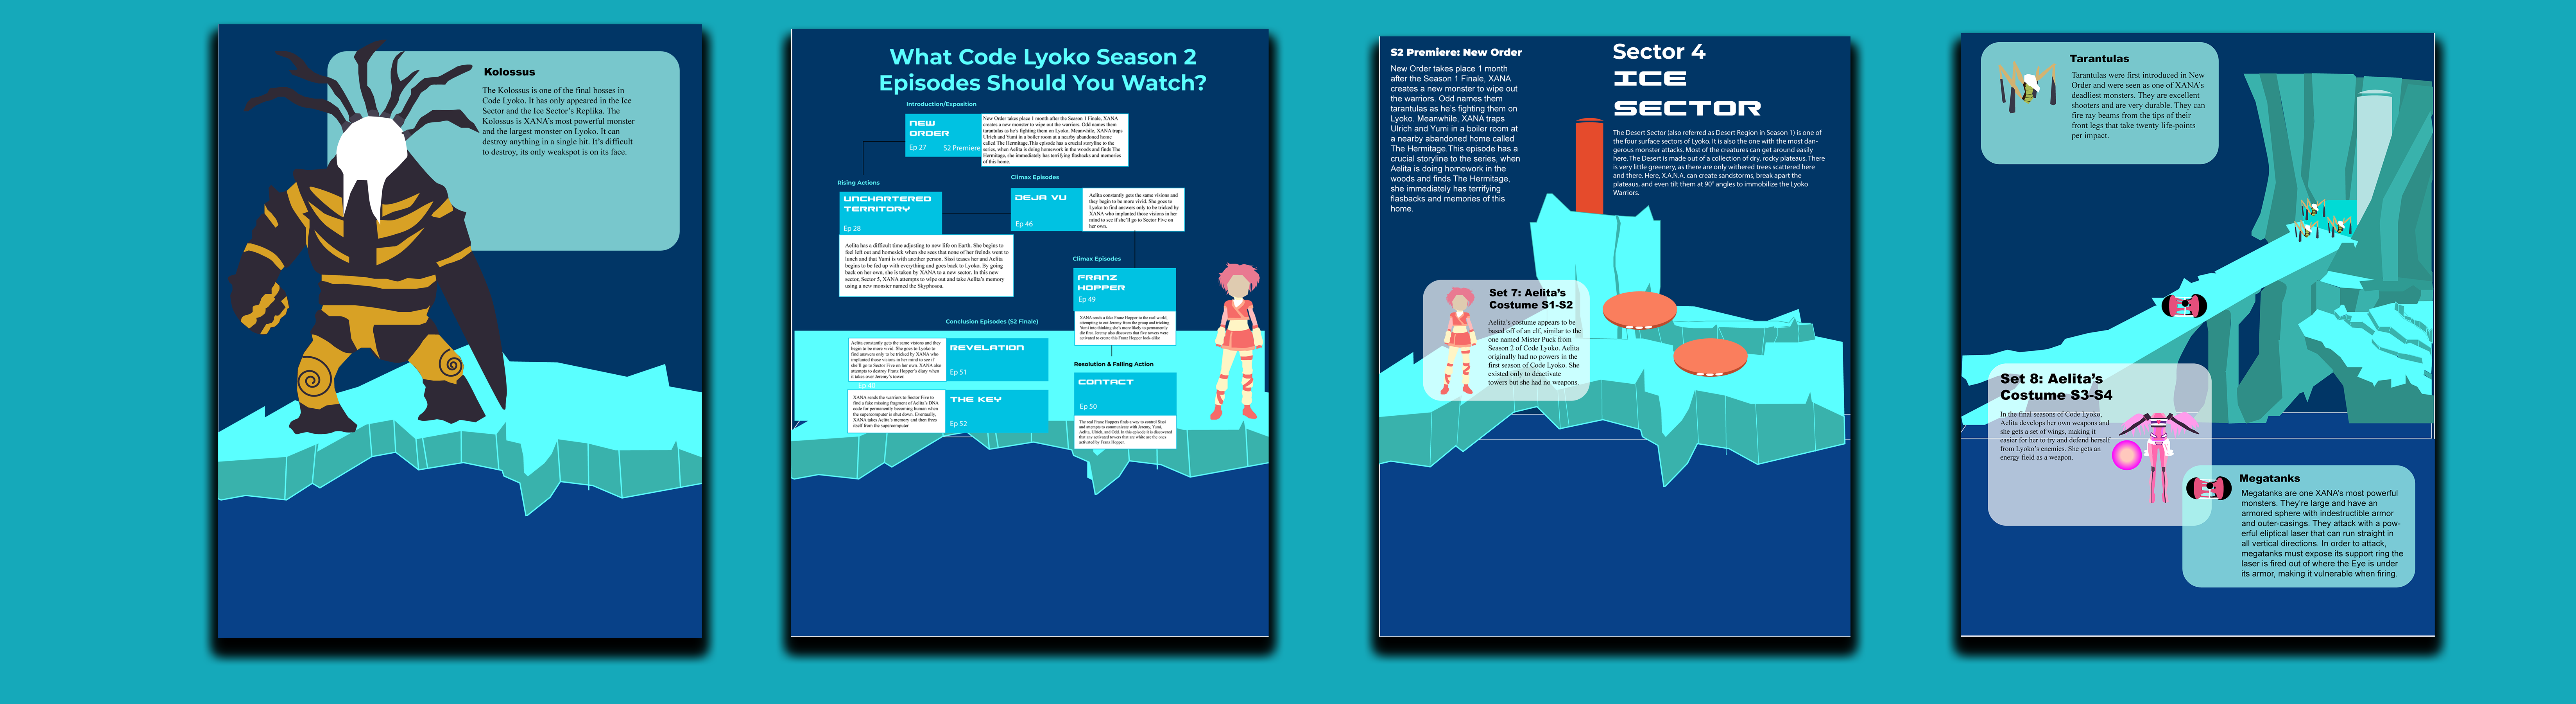 Kolossus
The Kolossus is one of the final bosses in
Code Lyoko. It has only appeared in the Ice
Sector and the Ice Sector's Replika. The
Kolossus is XANA's most powerful monster
and the largest monster on Lyoko. It can
destroy anything in a single hit. It's difficult
to destroy, its only weakspot is on its face.
What Code Lyoko Season 2
Episodes Should You Watch?
Introduction/Exposition
NEW
ORDER
Ep 27 S2 Premiere
New Order takes place 1 month after the Season 1 Finale, XANA
creates a new monster to wipe out the warriors. Odd names them
tarantulas as he's fighting them on Lyoko. Meanwhile, XANA traps
Ulrich and Yumi in a boiler room at a nearby abandoned home
called The Hermitage.This episode has a crucial storyline to the
series, when Aelita is doing homework in the woods and finds The
Hermitage, she immediately has terrifying flasbacks and memories
of this home.
Rising Actions
UNCHARTERED
TERRITORY
Ep 28
Aelita has a difficult time adjusting to new life on Earth. She begins to
feel left out and homesick when she sees that none of her freinds went to
lunch and that Yumi is with another person. Sissi teases her and Aelita
begins to be fed up with everything and goes back to Lyoko. By going
back on her own, she is taken by XANA to a new sector. In this new
sector, Sector 5, XANA attempts to wipe out and take Aelita's memory
using a new monster named the Skyphosoa.
Climax Episodes
DEJA VU
Ep 46
Aelita constantly gets the same visions and
they begin to be more vivid. She goes to
Lyoko to find answers only to be tricked by
XANA who implanted those visions in her
mind to see if she'll go to Sector Five on
her own.
Climax Episodes
FRANZ
HOPPER
Ep 49
XANA sends a fake Franz Hopper to the real world,
attempting to out Jeremy from the group and tricking
Yumi into thinking she's more likely to permanently
die first. Jeremy also discovers that five towers were
activated to create this Franz Hopper look-alike
Resolution & Falling Action
CONTACT
Ep 50
The real Franz Hoppers finds a way to control Sissi
and attempts to communicate with Jeremy, Yumi,
Aelita, Ulrich, and Odd. In this episode it is discovered
that any activated towers that are white are the ones
activated by Franz Hopper
Conclusion Episodes (S2 Finale)
Aelita constantly gets the same visions and they
begin to be more vivid. She goes to Lyoko to
find answers only to be tricked by XANA who
implanted those visions in her mind to see if
she'll go to Sector Five on her own. XANA also
attempts to destroy Franz Hopper's diary when
it takes over Jeremy's tower
Ep 40
REVELATION
Ep 51
XANA sends the warriors to Sector Five to
find a fake missing fragment of Aelita's DNA
code for permanently becoming human when
the supercomputer is shut down. Eventually,
XANA takes Aelita's memory and then frees
itself from the supercomputer
THE KEY
Ep 52
S2 Premiere: New Order
New Order takes place 1 month
after the Season 1 Finale, XANA
creates a new monster to wipe out
the warriors. Odd names them
tarantulas as he's fighting them on
Lyoko. Meanwhile, XANA traps
Ulrich and Yumi in a boiler room at
a nearby abandoned home called
The Hermitage.This episode has a
crucial storyline to the series, when
Aelita is doing homework in the
woods and finds The Hermitage,
she immediately has terrifying
flasbacks and memories of this
home.
Sector 4
ICE
SECTOR
The Desert Sector (also referred as Desert Region in Season 1) is one of
the four surface sectors of Lyoko. It is also the one with the most dan-
gerous monster attacks. Most of the creatures can get around easily
here. The Desert is made out of a collection of dry, rocky plateaus. There
is very little greenery, as there are only withered trees scattered here
and there. Here, X.A.N.A. can create sandstorms, break apart the
plateaus, and even tilt them at 90° angles to immobilize the Lyoko
Warriors.
Set 7: Aelita's
Costume S1-S2
Aelita's costume appears to be
based off of an elf, similar to the
one named Mister Puck from
Season 2 of Code Lyoko. Aelita
originally had no powers in the
first season of Code Lyoko. She
existed only to deactivate
towers but she had no weapons.
Tarantulas
Tarantulas were first introduced in New
Order and were seen as one of XANA's
deadliest monsters. They are excellent
shooters and are very durable. They can
fire ray beams from the tips of their
front legs that take twenty life-points
per impact.
Set 8: Aelita's
Costume S3-S4
In the final seasons of Code Lyoko,
Aelita develops her own weapons and
she gets a set of wings, making it
easier for her to try and defend herself
from Lyoko's enemies. She gets an
energy field as a weapon.
Megatanks
Megatanks are one XANA's most powerful
monsters. They're large and have an
armored sphere with indestructible armor
and outer-casings. They attack with a pow-
erful eliptical laser that can run straight in
all vertical directions. In order to attack,
megatanks must expose its support ring the
laser is fired out of where the Eye is under
its armor, making it vulnerable when firing.